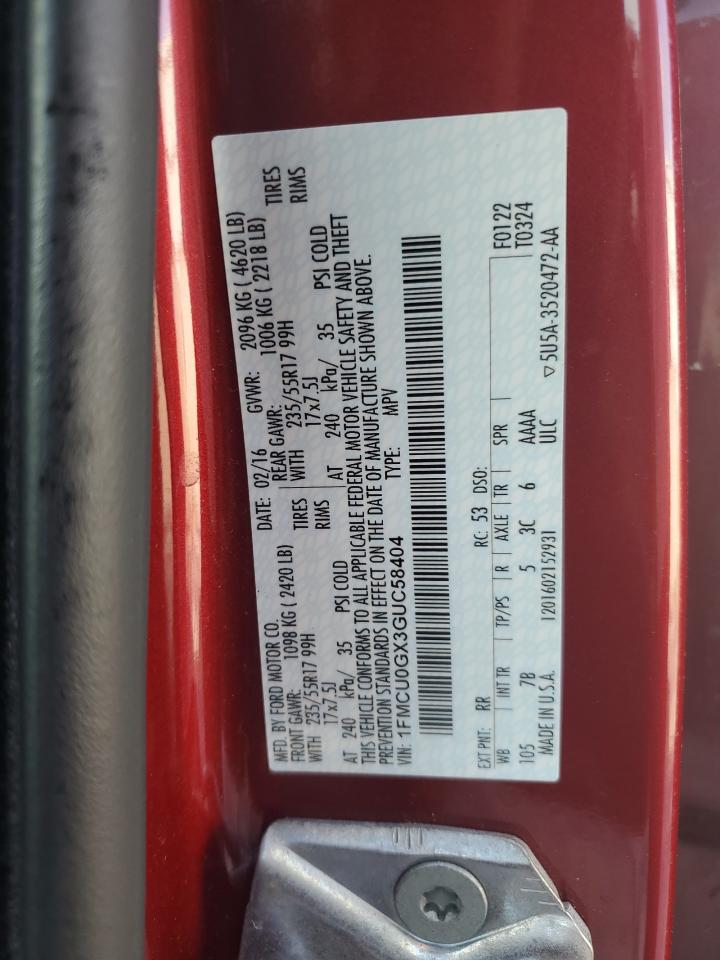 MFD. BY FORD MOTOR CO. DATE: 02/16 GVWR: 2096 KG ( 4620 LB)
FRONT GAWR: 1098 KG ( 2420 LB) REAR GAWR: 1006 KG ( 2218 LB)
WITH 235/55R17 99H TIRES WITH 235/55R17 99H TIRES
17x7.5J RIMS 17x7.5J RIMS
AT 240 kPa/ 35 PSI COLD AT 240 kPa/ 35 PSI COLD
THIS VEHICLE CONFORMS TO ALL APPLICABLE FEDERAL MOTOR VEHICLE SAFETY AND THEFT
PREVENTION STANDARDS IN EFFECT ON THE DATE OF MANUFACTURE SHOWN ABOVE.
VIN: 1FMCU0GX3GUC58404 TYPE: MPV
EXT PNT: RR RC: 53 DSO: F0122
WB INT TR TP/PS R AXLE TR SPR T0324
105 7B 5 3C 6 AAAA
MADE IN U.S.A. 1201602152931 ULC ▽5U5A-3520472-AA